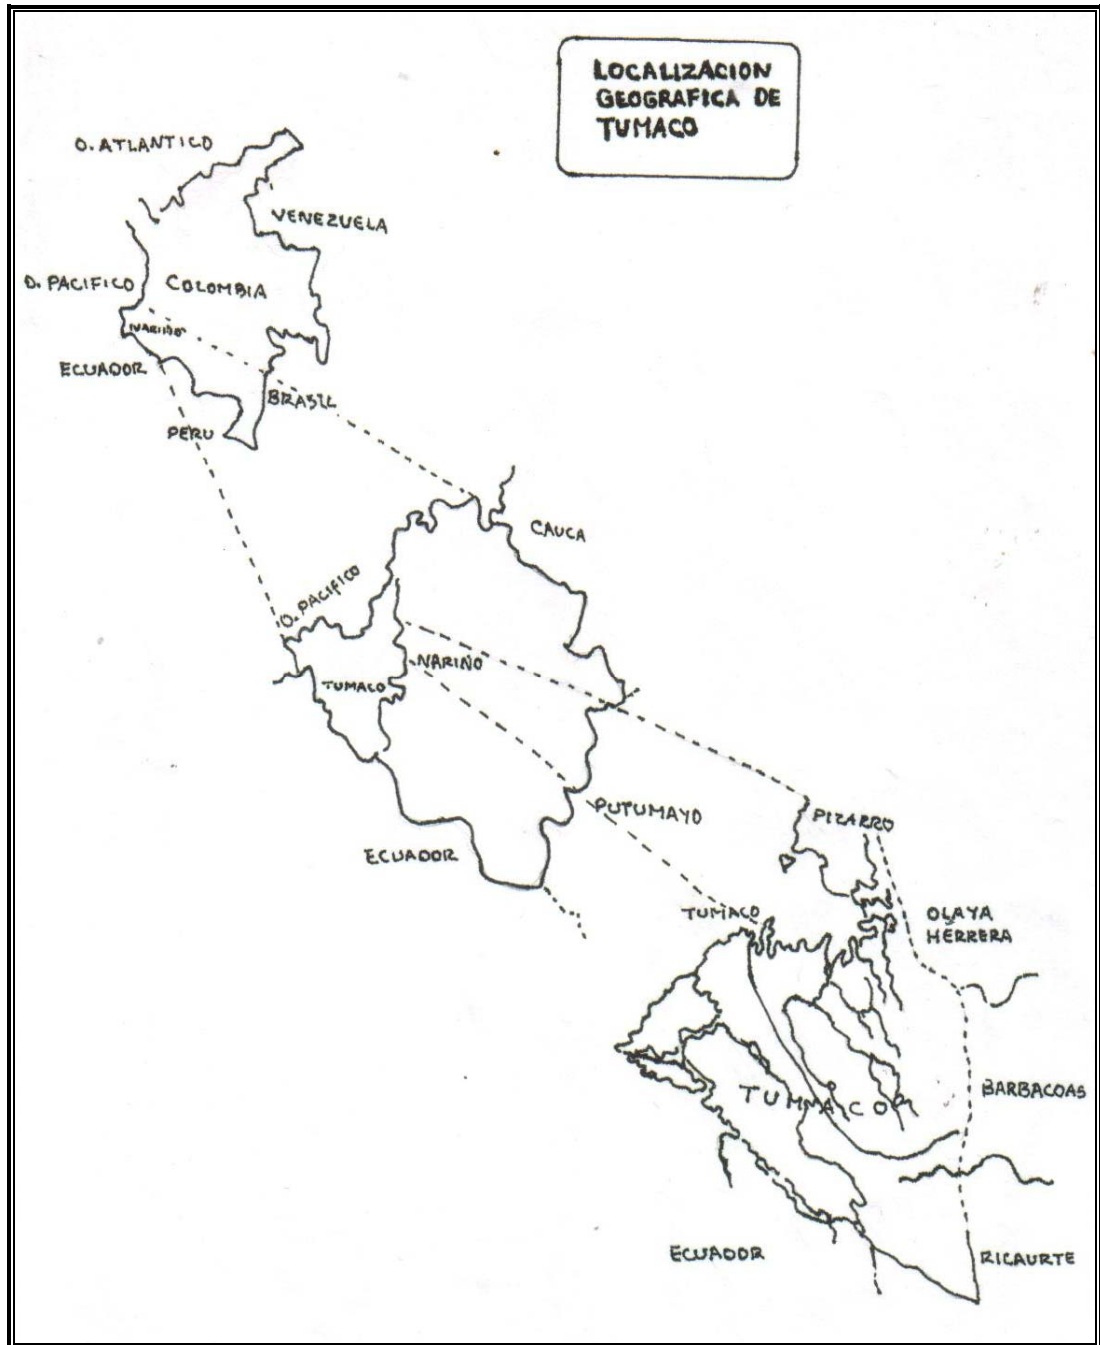 LOCALIZACION
GEOGRAFICA DE
TUMACO
O. ATLANTICO
VENEZUELA
O. PACIFICO
COLOMBIA
NARIÑO
ECUADOR
BRASIL
PERU
CAUCA
O. PACIFICO
NARIÑO
TUMACO
PUTUMAYO
ECUADOR
PIZARRO
TUMACO
OLAYA
HERRERA
TUMACO
BARBACOAS
ECUADOR
RICAURTE